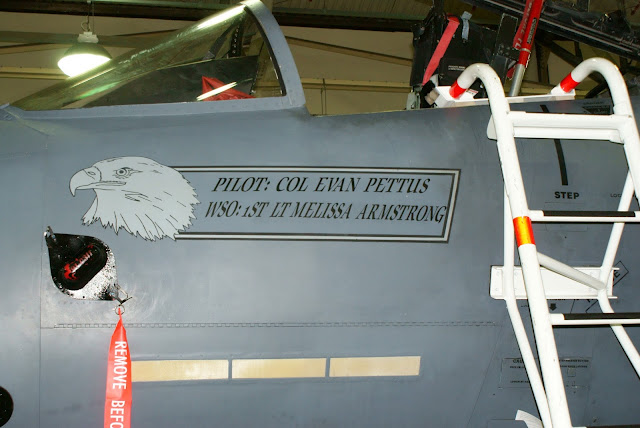 PILOT: COL EVAN PETTUS
WSO: 1ST LT MELISSA ARMSTRONG
STEP
REMOVE BEFO